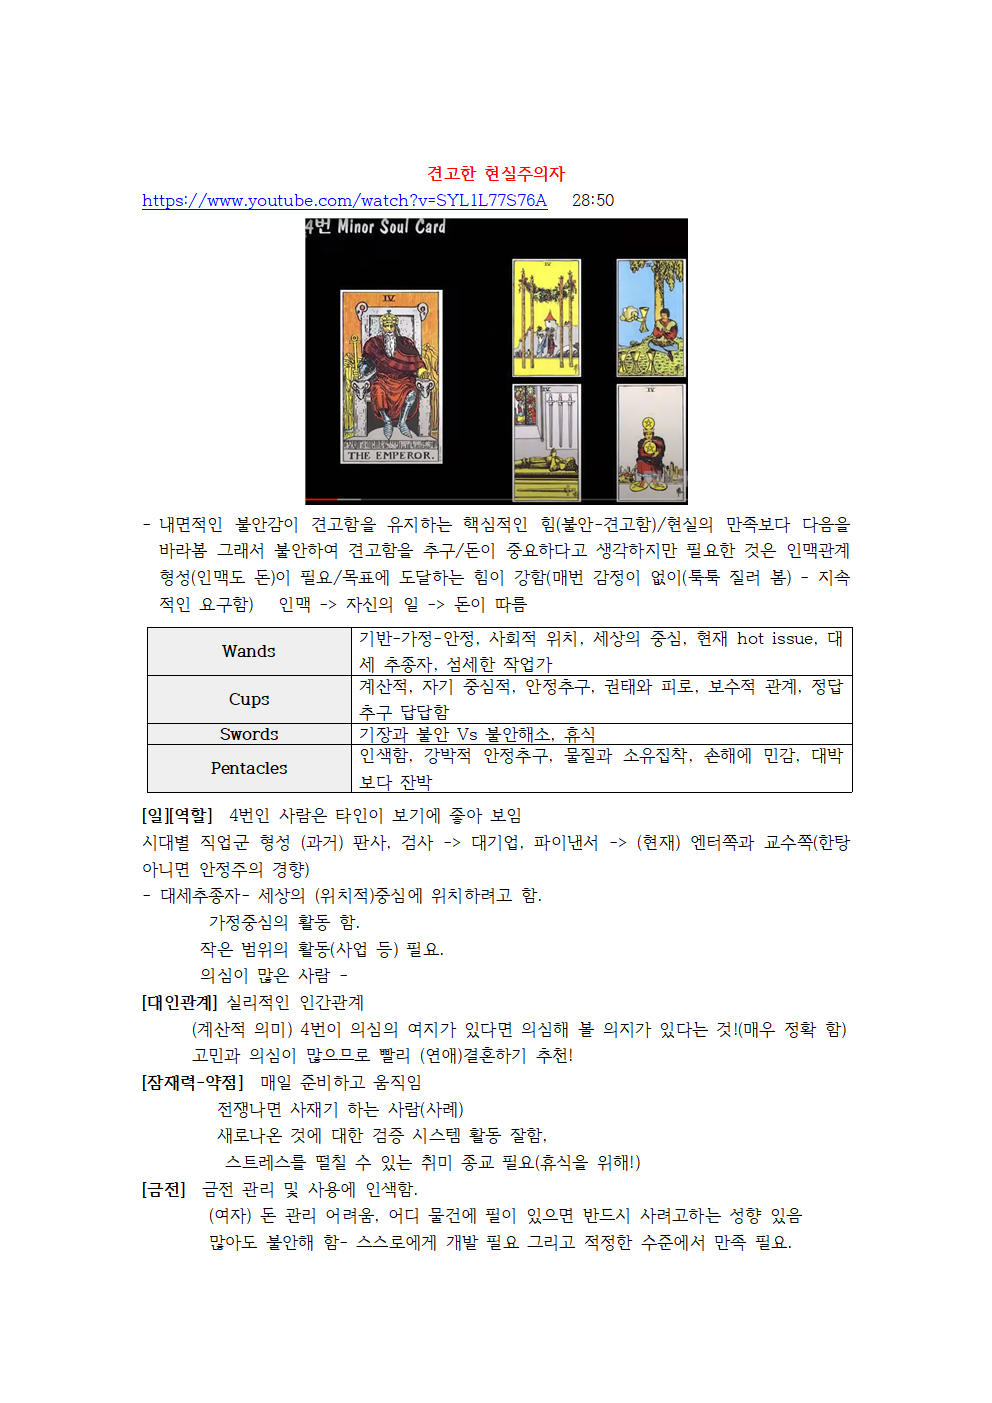 견고한 현실주의자
https://www.youtube.com/watch?v=SYL1L77S76A 28:50
4번 Minor Soul Card
IV
THE EMPEROR.
IV
IV
IV
IV
- 내면적인 불안감이 견고함을 유지하는 핵심적인 힘(불안-견고함)/현실의 만족보다 다음을
바라봄 그래서 불안하여 견고함을 추구/돈이 중요하다고 생각하지만 필요한 것은 인맥관계
형성(인맥도 돈)이 필요/목표에 도달하는 힘이 강함(매번 감정이 없이(툭툭 질러 봄) - 지속
적인 요구함) 인맥 -> 자신의 일 -> 돈이 따름
Wands
기반-가정-안정, 사회적 위치, 세상의 중심, 현재 hot issue, 대
세 추종자, 섬세한 작업가
Cups
계산적, 자기 중심적, 안정추구, 권태와 피로, 보수적 관계, 정답
추구 답답함
Swords
기장과 불안 Vs 불안해소, 휴식
Pentacles
인색함, 강박적 안정추구, 물질과 소유집착, 손해에 민감, 대박
보다 잔박
[일][역할] 4번인 사람은 타인이 보기에 좋아 보임
시대별 직업군 형성 (과거) 판사, 검사 -> 대기업, 파이낸서 -> (현재) 엔터쪽과 교수쪽(한탕
아니면 안정주의 경향)
- 대세추종자- 세상의 (위치적)중심에 위치하려고 함.
가정중심의 활동 함.
작은 범위의 활동(사업 등) 필요.
의심이 많은 사람 -
[대인관계] 실리적인 인간관계
(계산적 의미) 4번이 의심의 여지가 있다면 의심해 볼 의지가 있다는 것!(매우 정확 함)
고민과 의심이 많으므로 빨리 (연애)결혼하기 추천!
[잠재력-약점] 매일 준비하고 움직임
전쟁나면 사재기 하는 사람(사례)
새로나온 것에 대한 검증 시스템 활동 잘함,
스트레스를 떨칠 수 있는 취미 종교 필요(휴식을 위해!)
[금전] 금전 관리 및 사용에 인색함.
(여자) 돈 관리 어려움, 어디 물건에 필이 있으면 반드시 사려고하는 성향 있음
많아도 불안해 함- 스스로에게 개발 필요 그리고 적정한 수준에서 만족 필요.